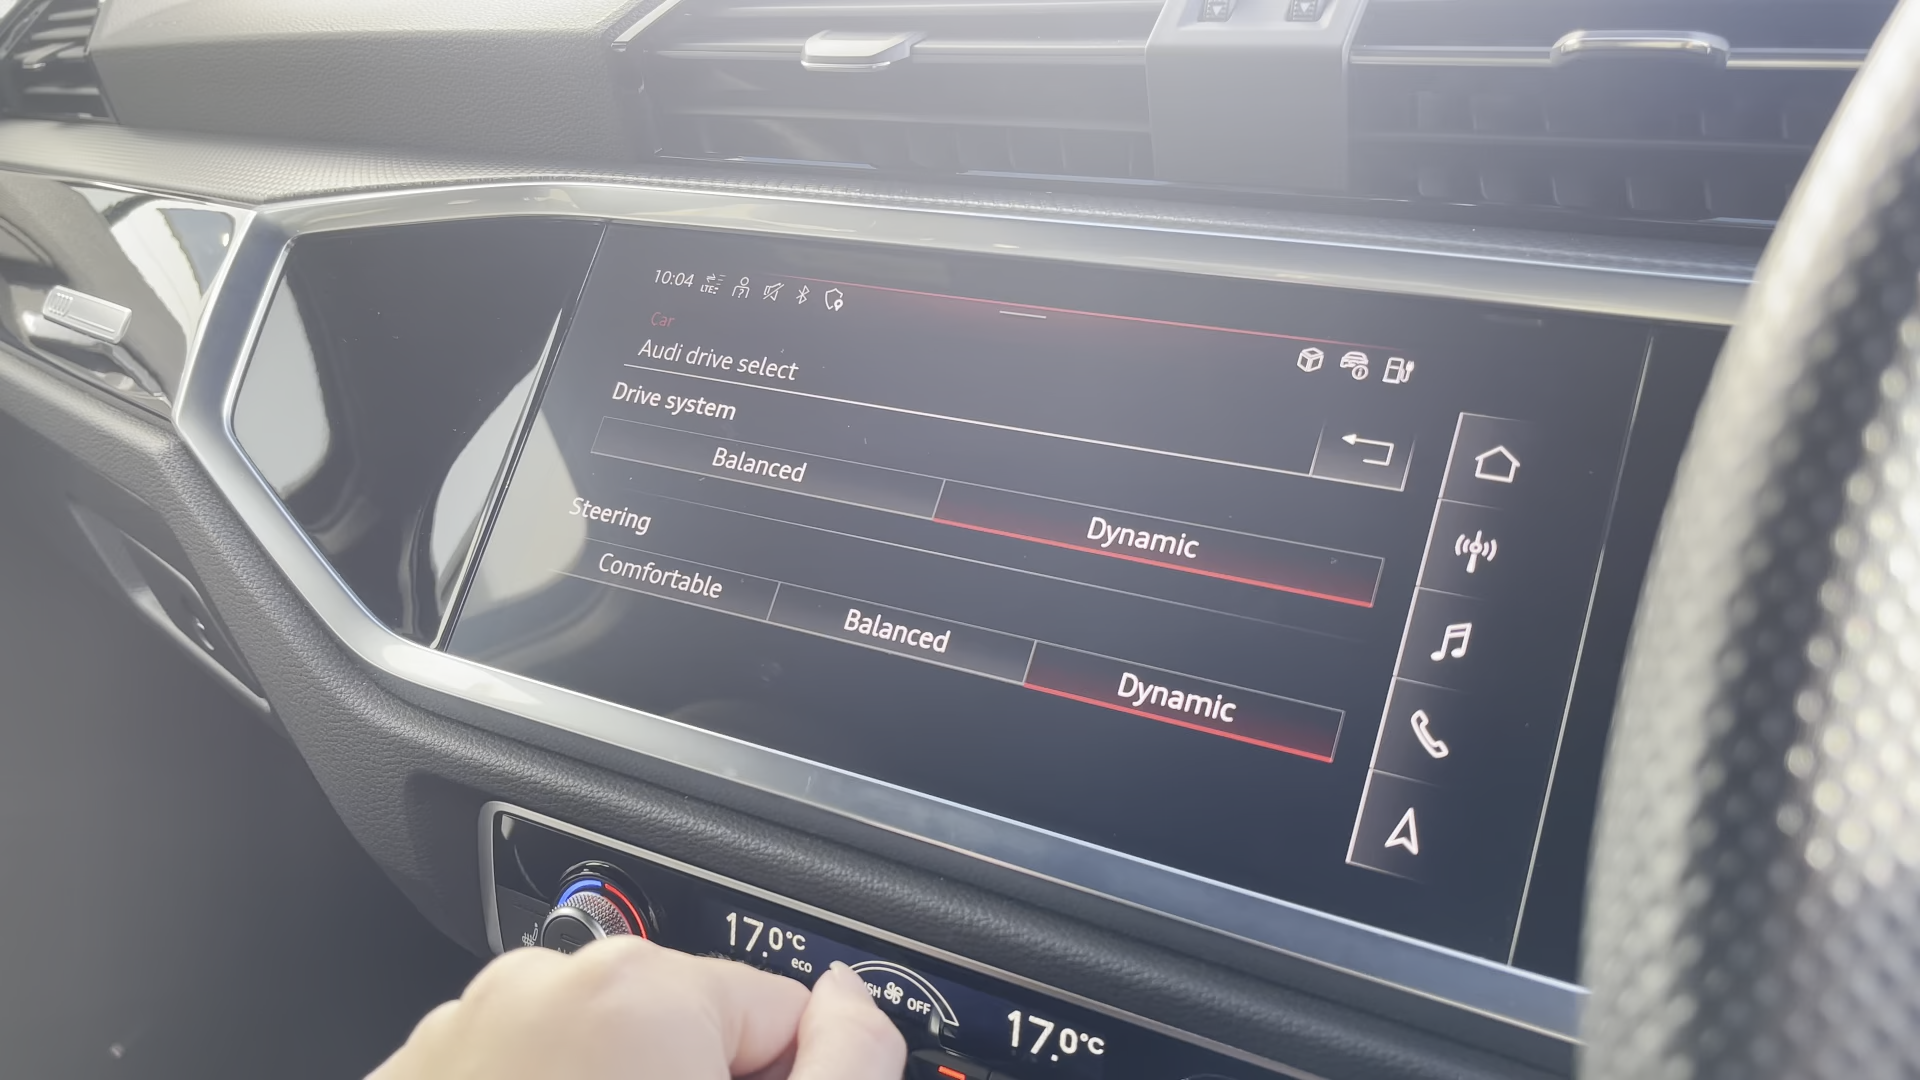 10:04 LTE
Car
Audi drive select
Drive system
Balanced Dynamic
Steering
Comfortable Balanced Dynamic
17.0°C
eco
OFF
17.0°C